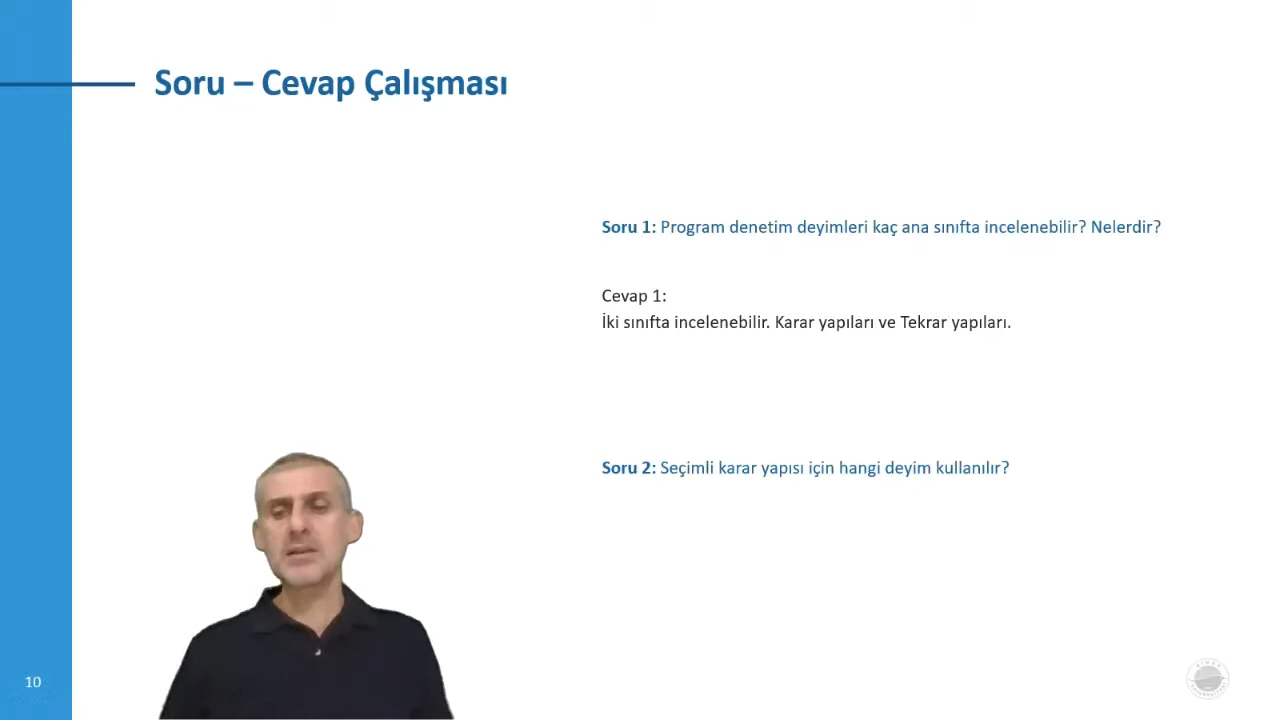 Soru – Cevap Çalışması
Soru 1: Program denetim deyimleri kaç ana sınıfta incelenebilir? Nelerdir?
Cevap 1:
İki sınıfta incelenebilir. Karar yapıları ve Tekrar yapıları.
Soru 2: Seçimli karar yapısı için hangi deyim kullanılır?
10